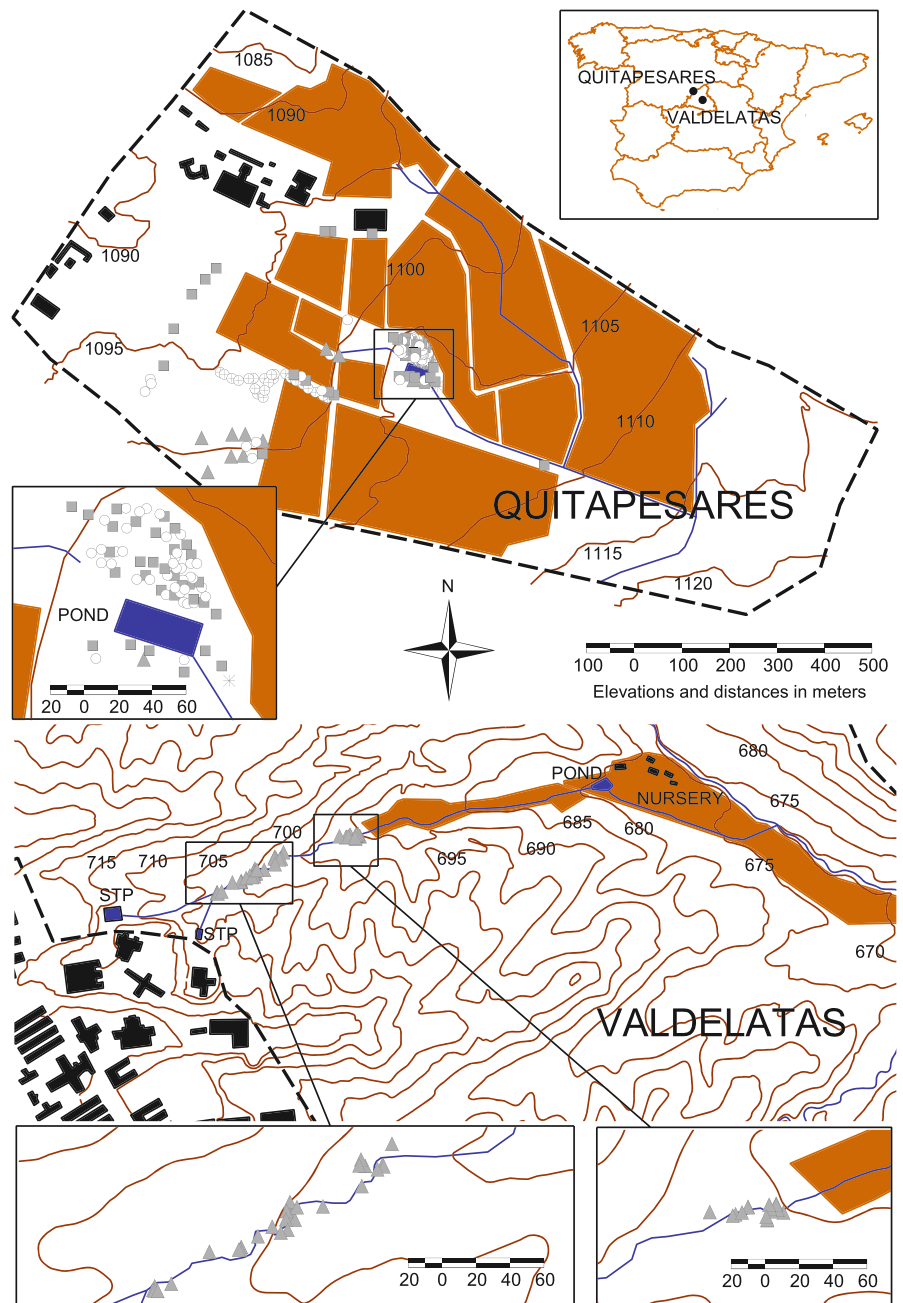 1085
QUITAPESARES
VALDELATAS
1090
1090
1100
1095
1105
1110
QUITAPESARES
1115
1120
POND
20 0 20 60
N
100 0 100 200 300 400 500
Elevations and distances in meters
680
POND
NURSERY
675
700
685
680
715 710 705
695
690
675
STP
STP
670
VALDELATAS
20 0 20 40 60
20 0 20 60